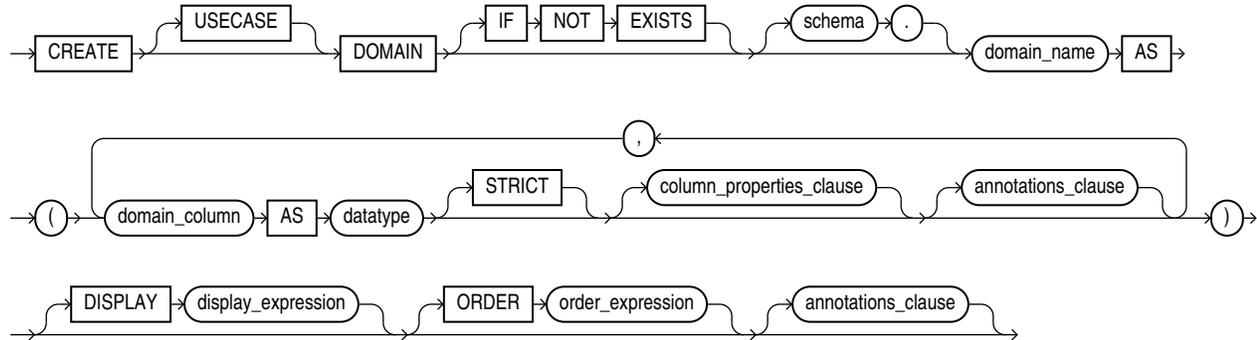 USECASE IF NOT EXISTS schema .
CREATE DOMAIN domain_name AS
,
STRICT column_properties_clause annotations_clause
( domain_column AS datatype )
DISPLAY display_expression ORDER order_expression annotations_clause